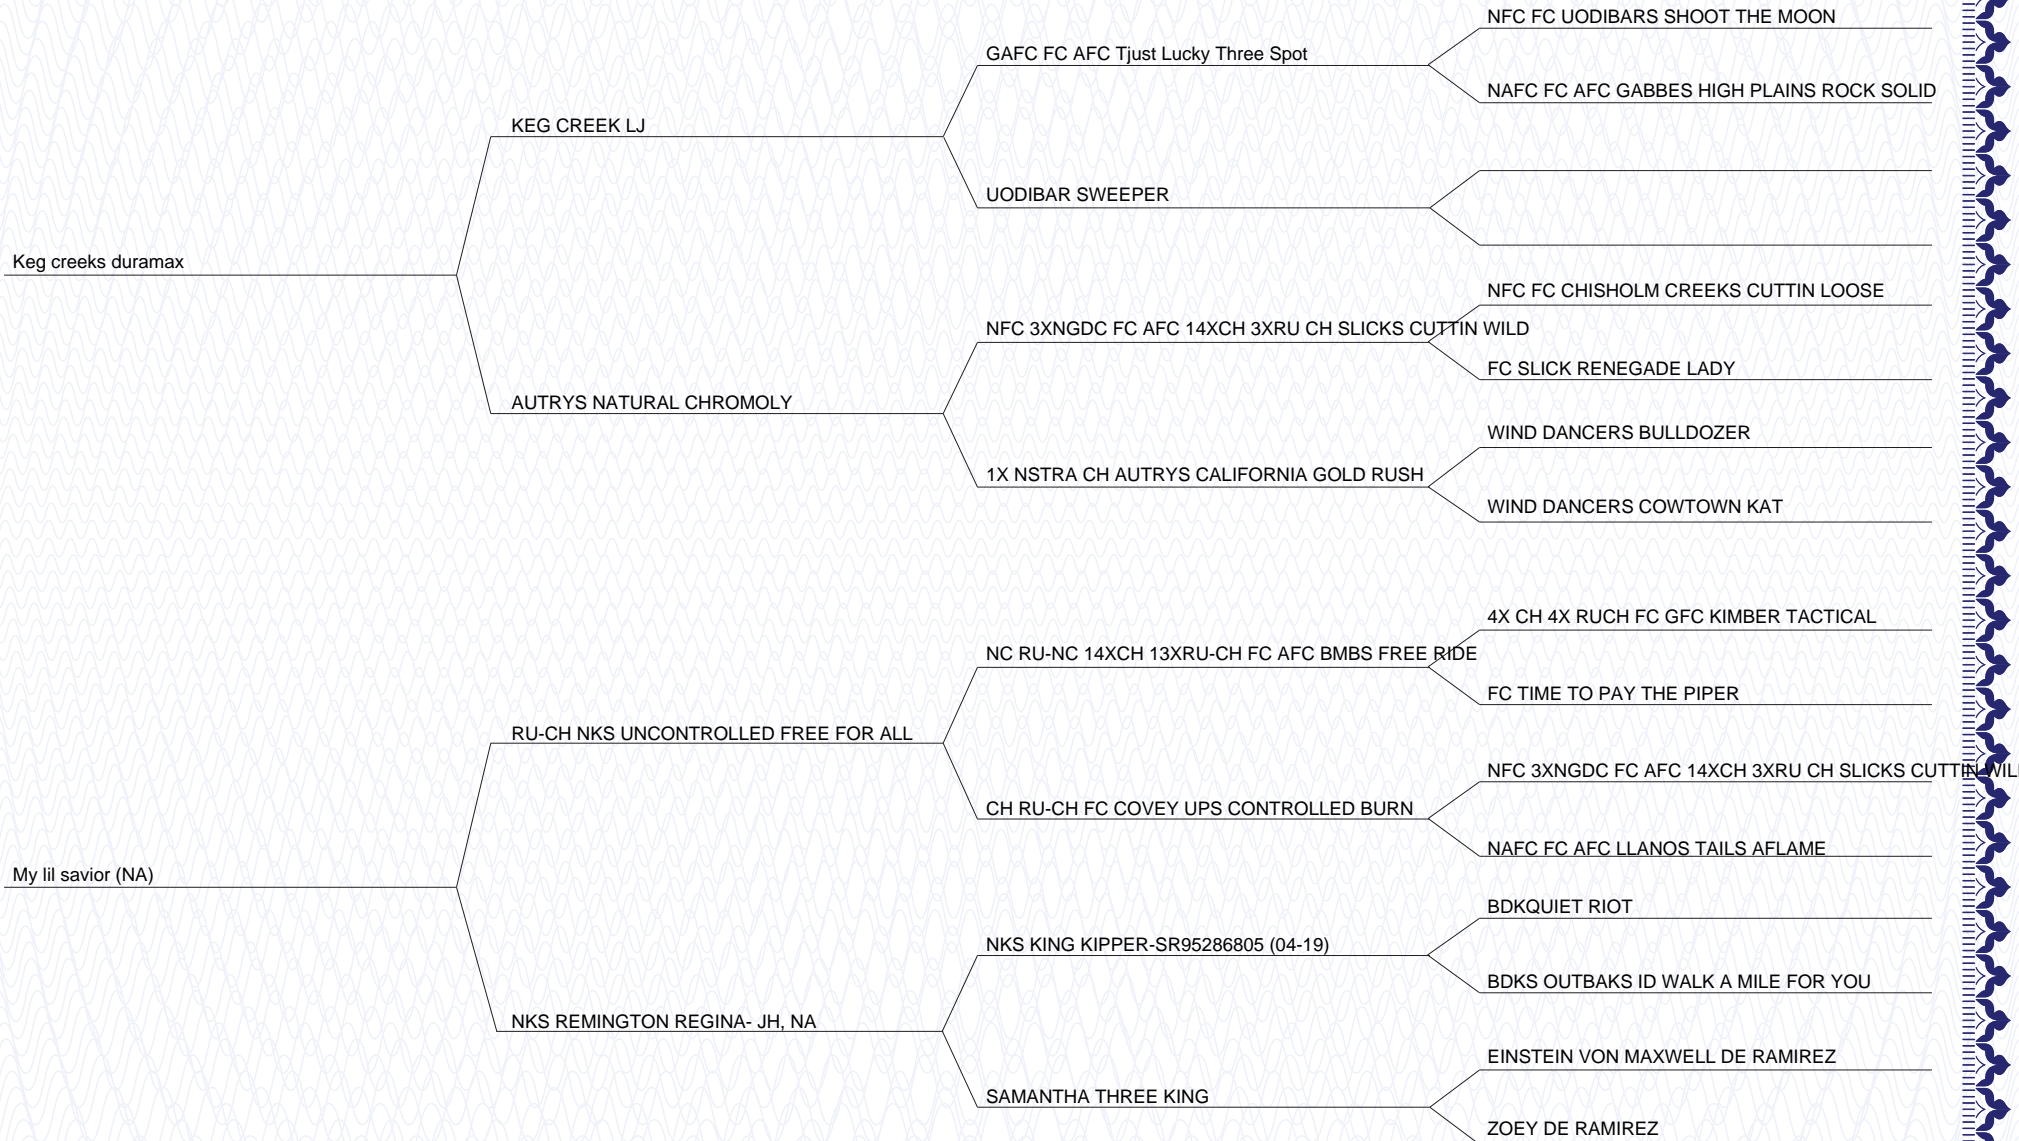 NFC FC UODIBARS SHOOT THE MOON
GAFC FC AFC Tjust Lucky Three Spot
NAFC FC AFC GABBES HIGH PLAINS ROCK SOLID
KEG CREEK LJ
UODIBAR SWEEPER
Keg creeks duramax
NFC FC CHISHOLM CREEKS CUTTIN LOOSE
NFC 3XNGDC FC AFC 14XCH 3XRU CH SLICKS CUTTIN WILD
FC SLICK RENEGADE LADY
AUTRYS NATURAL CHROMOLY
WIND DANCERS BULLDOZER
1X NSTRA CH AUTRYS CALIFORNIA GOLD RUSH
WIND DANCERS COWTOWN KAT
4X CH 4X RUCH FC GFC KIMBER TACTICAL
NC RU-NC 14XCH 13XRU-CH FC AFC BMBS FREE RIDE
FC TIME TO PAY THE PIPER
RU-CH NKS UNCONTROLLED FREE FOR ALL
NFC 3XNGDC FC AFC 14XCH 3XRU CH SLICKS CUTTIN WIL
CH RU-CH FC COVEY UPS CONTROLLED BURN
NAFC FC AFC LLANOS TAILS AFLAME
My lil savior (NA)
BDKQUIET RIOT
NKS KING KIPPER-SR95286805 (04-19)
BDKS OUTBAKS ID WALK A MILE FOR YOU
NKS REMINGTON REGINA- JH, NA
EINSTEIN VON MAXWELL DE RAMIREZ
SAMANTHA THREE KING
ZOEY DE RAMIREZ